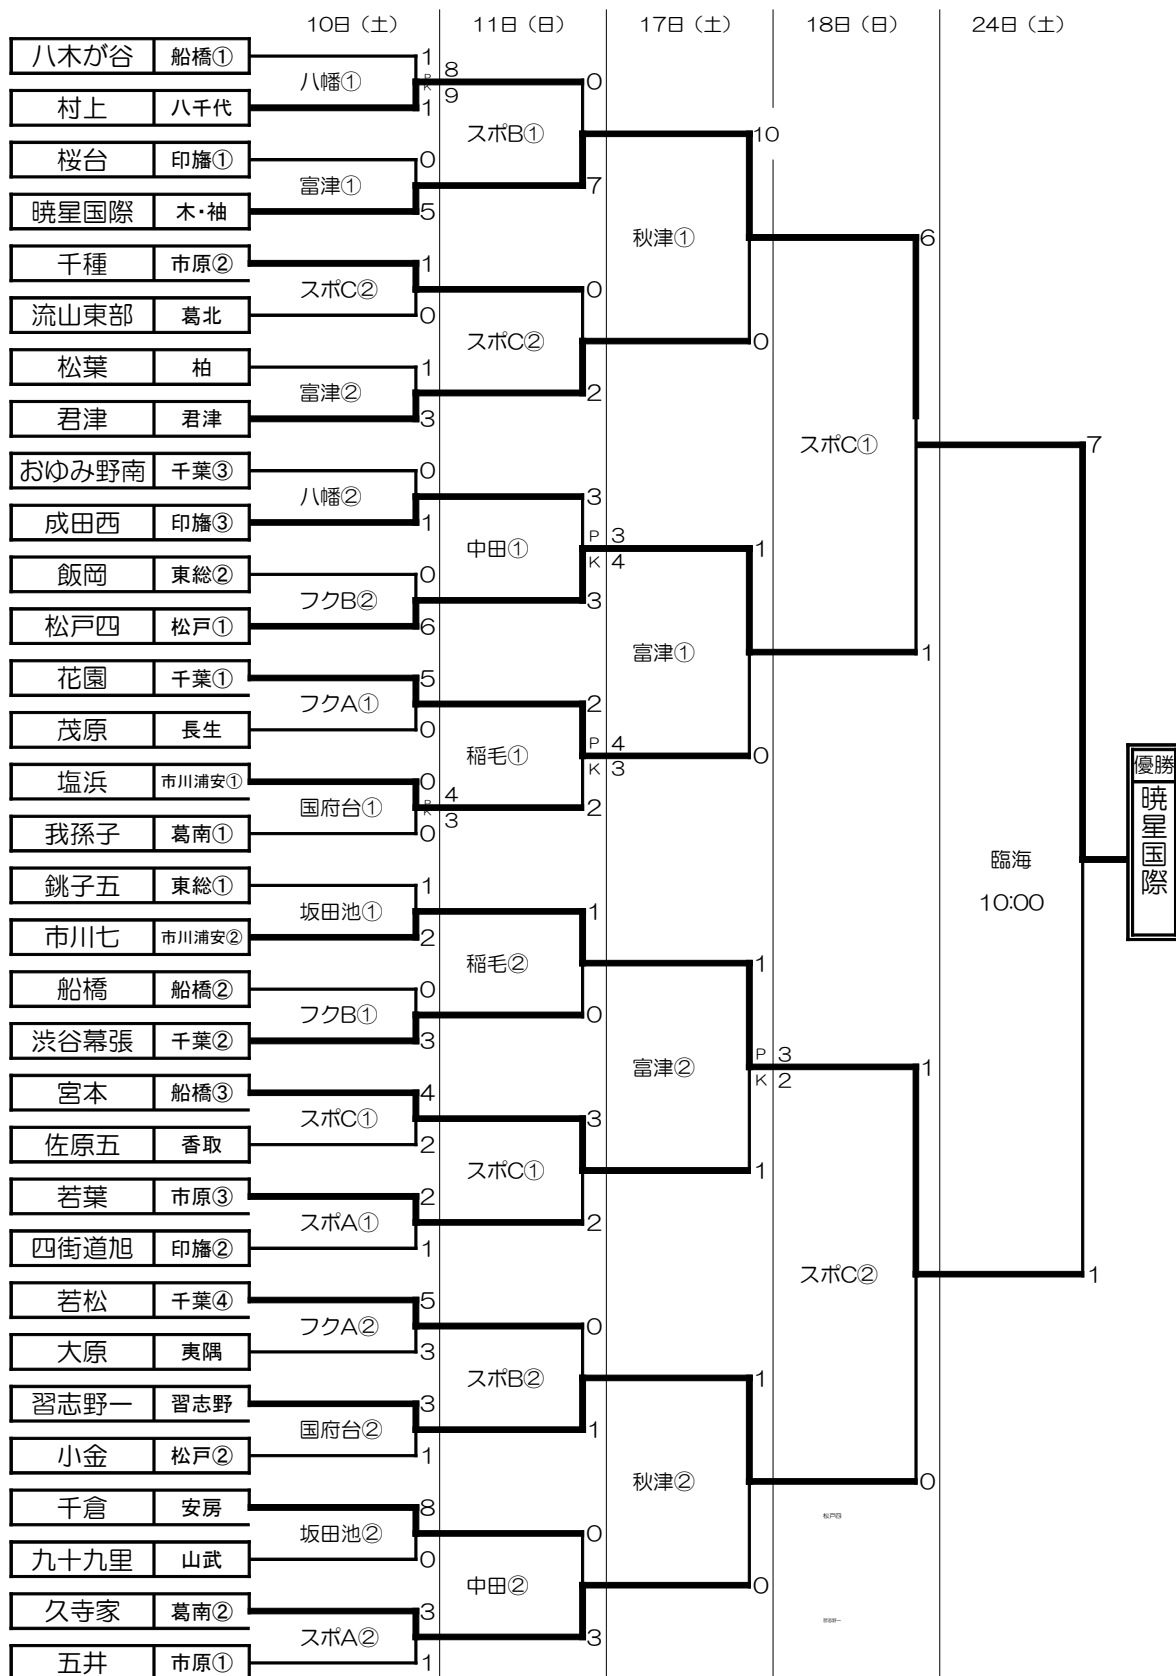 10日（土） 11日（日） 17日（土） 18日（日） 24日（土）
八木が谷 船橋① 1
八幡① PK 8 0
9
村上 八千代 1
スポB① 10
桜台 印旛① 0
富津① 7
暁星国際 木・袖 5
秋津① 6
千種 市原② 1
スポC② 0
流山東部 葛北 0
スポC② 0
松葉 柏 1
富津② 2
君津 君津 3
スポC① 7
おゆみ野南 千葉③ 0
八幡② 3
成田西 印旛③ 1
中田① P 3 1
K 4
飯岡 東総② 0
フクB② 3
松戸四 松戸① 6
富津① 1
花園 千葉① 5
フクA① 2
茂原 長生 0
稲毛① P 4 0
K 3
優勝
暁星国際
塩浜 市川浦安① 0
国府台① PK 4 2
3
我孫子 葛南① 0
臨海
10:00
銚子五 東総① 1
坂田池① 1
市川七 市川浦安② 2
稲毛② 1
船橋 船橋② 0
フクB① 0
渋谷幕張 千葉② 3
富津② P 3 1
K 2
宮本 船橋③ 4
スポC① 3
佐原五 香取 2
スポC① 1
若葉 市原③ 2
スポA① 2
四街道旭 印旛② 1
スポC② 1
若松 千葉④ 5
フクA② 0
大原 夷隅 3
スポB② 1
習志野一 習志野 3
国府台② 1
小金 松戸② 1
秋津② 0
千倉 安房 8
松戸四
坂田池② 0
九十九里 山武 0
中田② 0
久寺家 葛南② 3
習志野一
スポA② 3
五井 市原① 1